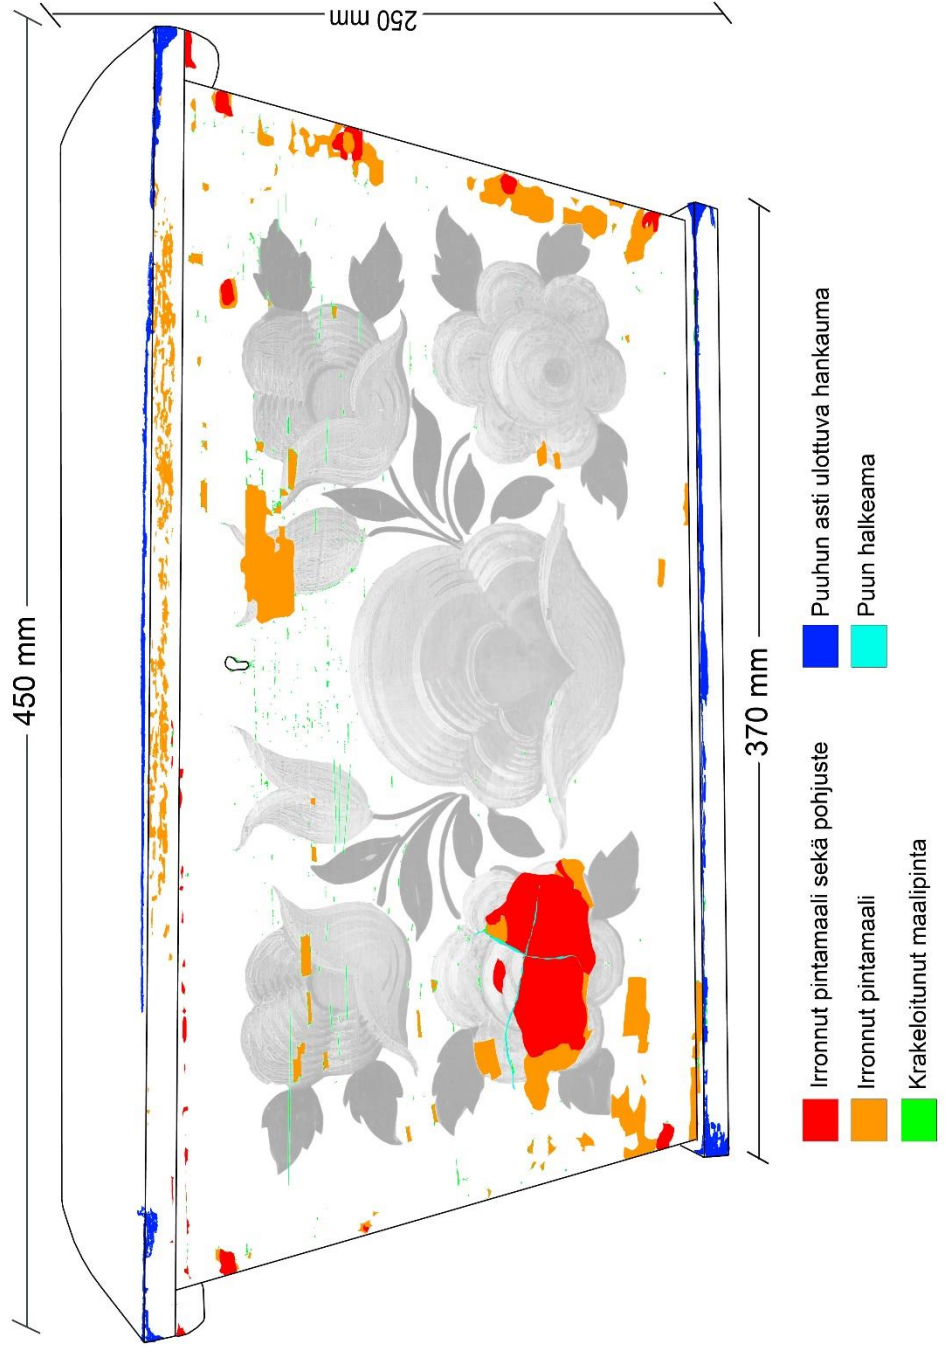 250 mm
450 mm
370 mm
Irronnut pintamaali sekä pohjuste
Irronnut pintamaali
Krakeloitunut maalipinta
Puuhun asti ulottuva hankauma
Puun halkeama